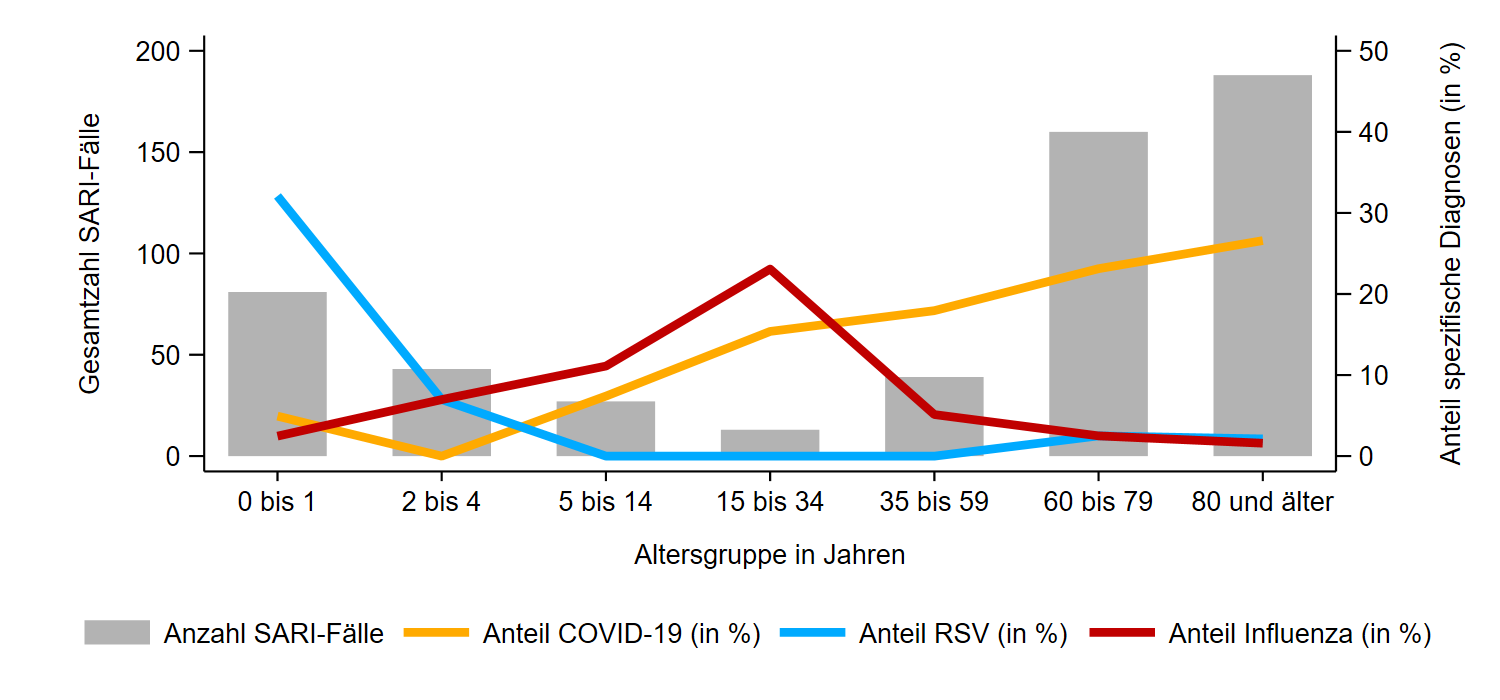 Gesamtzahl SARI-Fälle
200
150
100
50
0
50
40
30
20
10
0
Anteil spezifische Diagnosen (in %)
0 bis 1
2 bis 4
5 bis 14
15 bis 34
35 bis 59
60 bis 79
80 und älter
Altersgruppe in Jahren
Anzahl SARI-Fälle
Anteil COVID-19 (in %)
Anteil RSV (in %)
Anteil Influenza (in %)